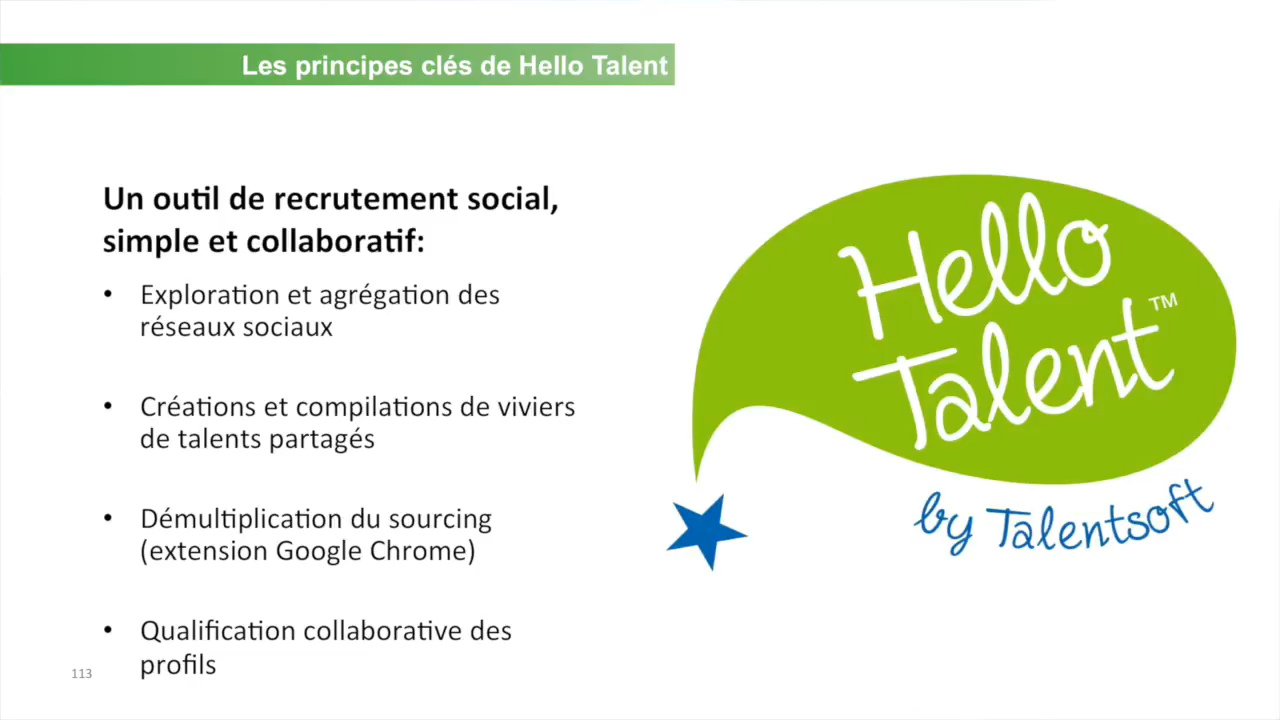 Les principes clés de Hello Talent
Un outil de recrutement social,
simple et collaboratif:
• Exploration et agrégation des
réseaux sociaux
• Créations et compilations de viviers
de talents partagés
• Démultiplication du sourcing
(extension Google Chrome)
• Qualification collaborative des
profils
113
Hello
Talent™
by Talentsoft